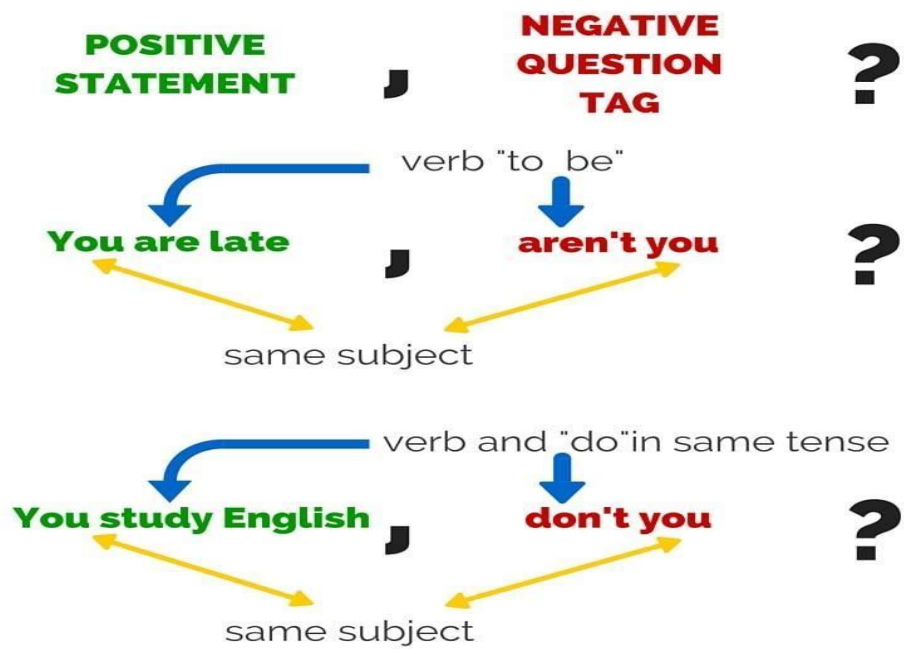 POSITIVE STATEMENT , NEGATIVE QUESTION TAG ?
verb "to be"
You are late , aren't you ?
same subject
verb and "do"in same tense
You study English , don't you ?
same subject